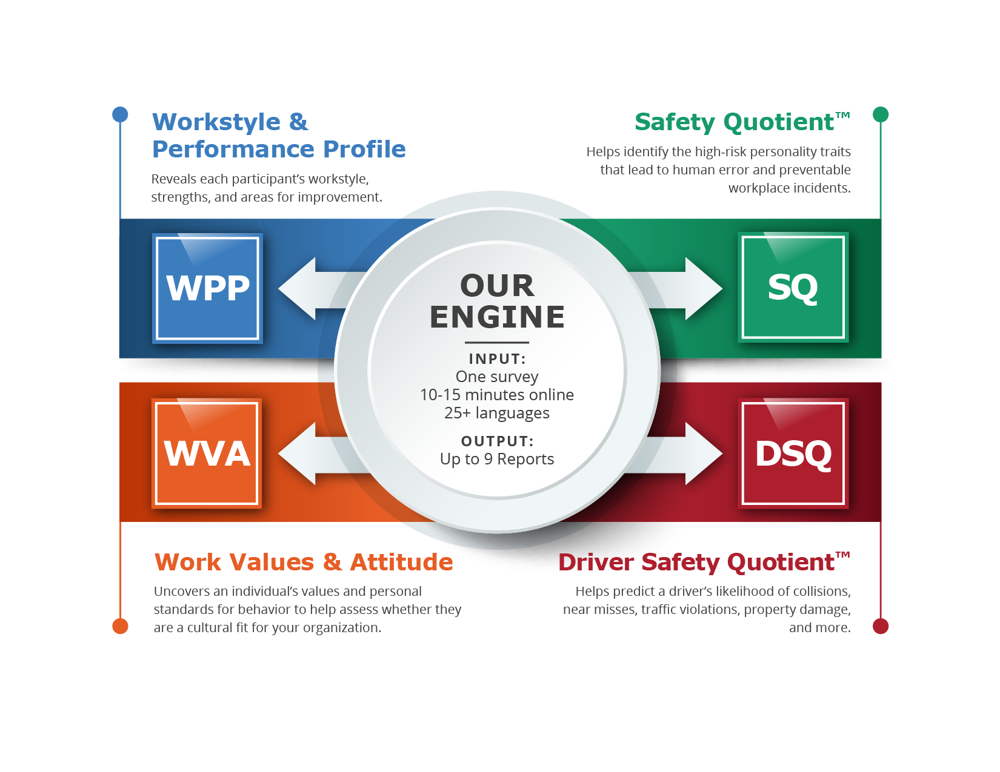 Workstyle &
Performance Profile
Reveals each participant’s workstyle,
strengths, and areas for improvement.
Safety Quotient™
Helps identify the high-risk personality traits
that lead to human error and preventable
workplace incidents.
WPP
SQ
OUR
ENGINE
INPUT:
One survey
10-15 minutes online
25+ languages
OUTPUT:
Up to 9 Reports
WVA
DSQ
Work Values & Attitude
Uncovers an individual’s values and personal
standards for behavior to help assess whether they
are a cultural fit for your organization.
Driver Safety Quotient™
Helps predict a driver’s likelihood of collisions,
near misses, traffic violations, property damage,
and more.